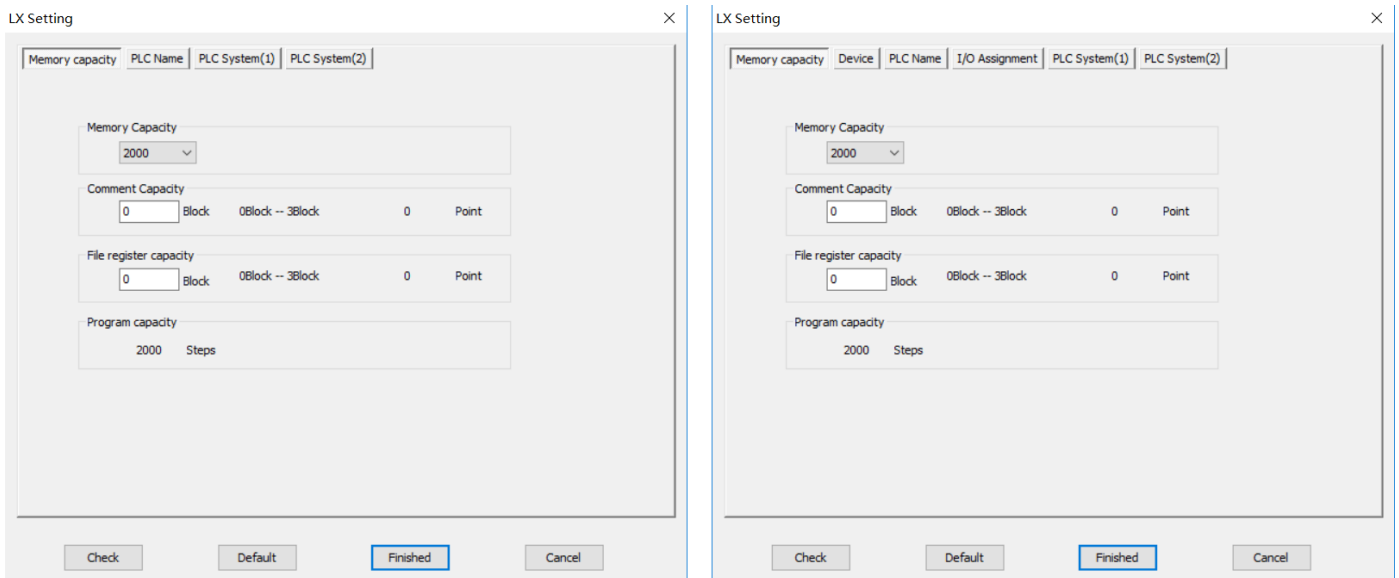 LX Setting
Memory capacity PLC Name PLC System(1) PLC System(2)
Memory Capacity
2000
Comment Capacity
0 Block 0Block -- 3Block 0 Point
File register capacity
0 Block 0Block -- 3Block 0 Point
Program capacity
2000 Steps
Check Default Finished Cancel
LX Setting
Memory capacity Device PLC Name I/O Assignment PLC System(1) PLC System(2)
Memory Capacity
2000
Comment Capacity
0 Block 0Block -- 3Block 0 Point
File register capacity
0 Block 0Block -- 3Block 0 Point
Program capacity
2000 Steps
Check Default Finished Cancel